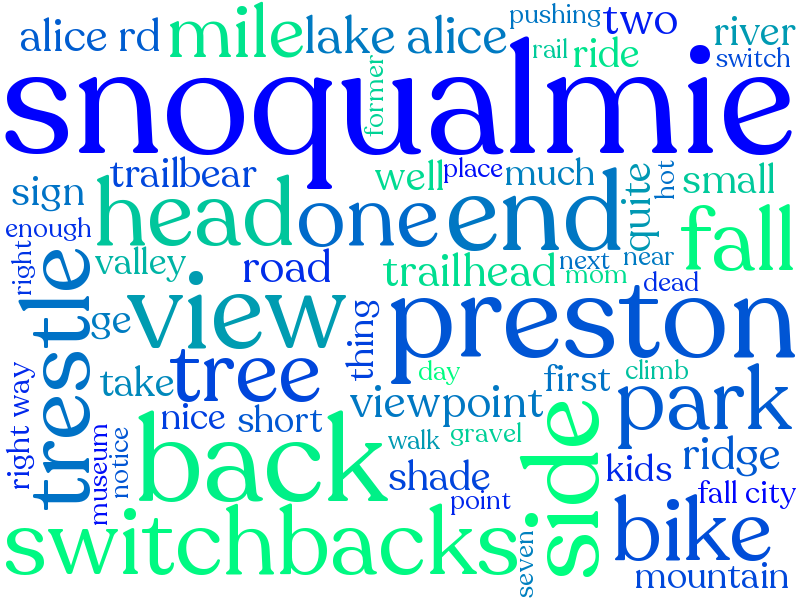 alice rd
mile
lake alice
pushing
two
river
rail
ride
switch
former
snoqualmie
trailbear
well
place
much
quite
hot
small
sign
enough
head
one
end
fall
right
valley
road
trailhead
next
near
mom
dead
trestle
ge
view
thing
preston
take
tree
day
first
climb
right way
nice
short
viewpoint
park
museum
notice
back
walk
gravel
side
shade
kids
ridge
point
fall city
switchbacks
seven
bike
mountain